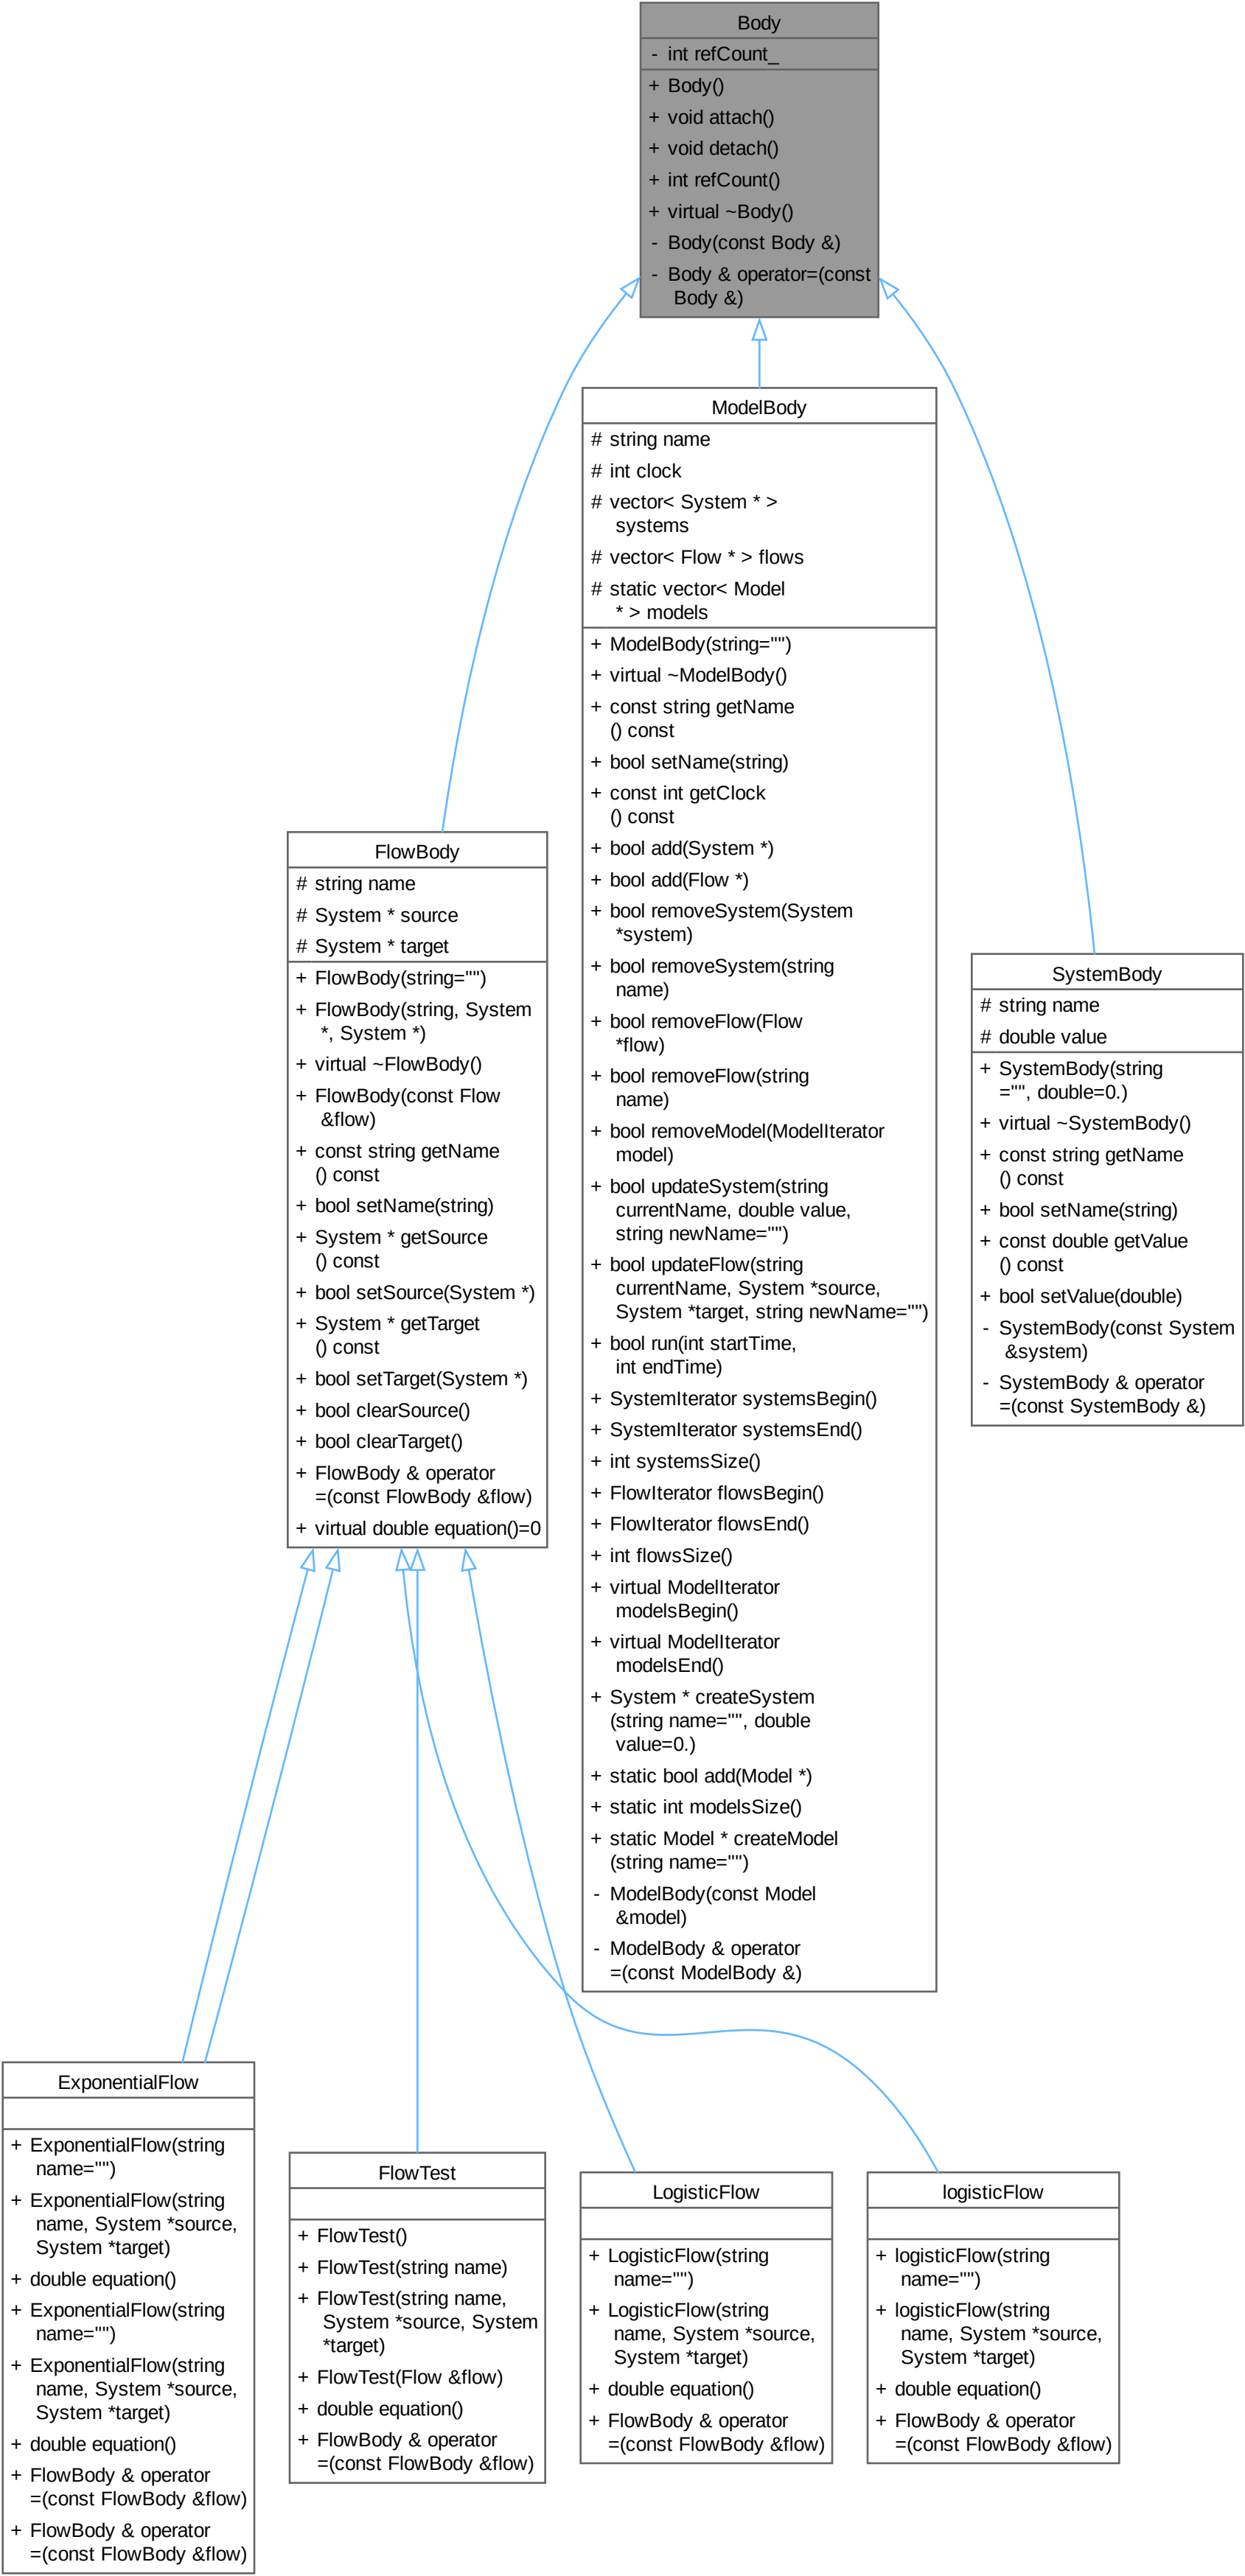 Body
- int refCount_
+ Body()
+ void attach()
+ void detach()
+ int refCount()
+ virtual ~Body()
- Body(const Body &)
- Body & operator=(const
Body &)
ModelBody
# string name
# int clock
# vector< System * >
systems
# vector< Flow * > flows
# static vector< Model
* > models
+ ModelBody(string="")
+ virtual ~ModelBody()
+ const string getName
() const
+ bool setName(string)
+ const int getClock
() const
+ bool add(System *)
+ bool add(Flow *)
+ bool removeSystem(System
*system)
+ bool removeSystem(string
name)
+ bool removeFlow(Flow
*flow)
+ bool removeFlow(string
name)
+ bool removeModel(ModelIterator
model)
+ bool updateSystem(string
currentName, double value,
string newName="")
+ bool updateFlow(string
currentName, System *source,
System *target, string newName="")
+ bool run(int startTime,
int endTime)
+ SystemIterator systemsBegin()
+ SystemIterator systemsEnd()
+ int systemsSize()
+ FlowIterator flowsBegin()
+ FlowIterator flowsEnd()
+ int flowsSize()
+ virtual ModelIterator
modelsBegin()
+ virtual ModelIterator
modelsEnd()
+ System * createSystem
(string name="", double
value=0.)
+ static bool add(Model *)
+ static int modelsSize()
+ static Model * createModel
(string name="")
- ModelBody(const Model
&model)
- ModelBody & operator
=(const ModelBody &)
FlowBody
# string name
# System * source
# System * target
+ FlowBody(string="")
+ FlowBody(string, System
*, System *)
+ virtual ~FlowBody()
+ FlowBody(const Flow
&flow)
+ const string getName
() const
+ bool setName(string)
+ System * getSource
() const
+ bool setSource(System *)
+ System * getTarget
() const
+ bool setTarget(System *)
+ bool clearSource()
+ bool clearTarget()
+ FlowBody & operator
=(const FlowBody &flow)
+ virtual double equation()=0
SystemBody
# string name
# double value
+ SystemBody(string
="", double=0.)
+ virtual ~SystemBody()
+ const string getName
() const
+ bool setName(string)
+ const double getValue
() const
+ bool setValue(double)
- SystemBody(const System
&system)
- SystemBody & operator
=(const SystemBody &)
ExponentialFlow
+ ExponentialFlow(string
name="")
+ ExponentialFlow(string
name, System *source,
System *target)
+ double equation()
+ ExponentialFlow(string
name="")
+ ExponentialFlow(string
name, System *source,
System *target)
+ double equation()
+ FlowBody & operator
=(const FlowBody &flow)
+ FlowBody & operator
=(const FlowBody &flow)
FlowTest
+ FlowTest()
+ FlowTest(string name)
+ FlowTest(string name,
System *source, System
*target)
+ FlowTest(Flow &flow)
+ double equation()
+ FlowBody & operator
=(const FlowBody &flow)
LogisticFlow
+ LogisticFlow(string
name="")
+ LogisticFlow(string
name, System *source,
System *target)
+ double equation()
+ FlowBody & operator
=(const FlowBody &flow)
logisticFlow
+ logisticFlow(string
name="")
+ logisticFlow(string
name, System *source,
System *target)
+ double equation()
+ FlowBody & operator
=(const FlowBody &flow)